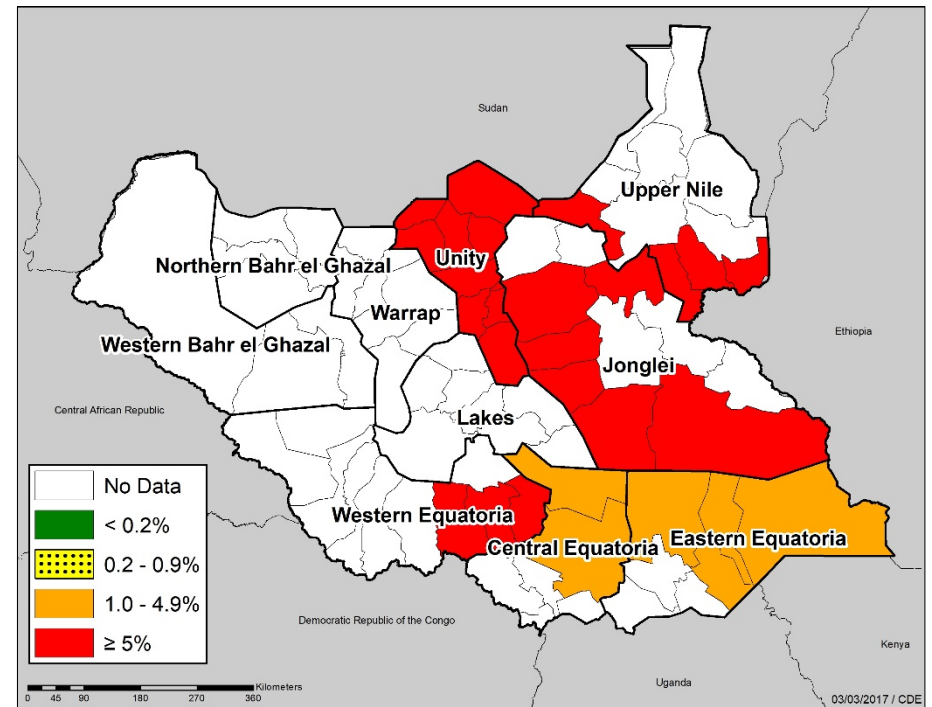 Sudan
Upper Nile
Northern Bahr el Ghazal
Unity
Warrap
Ethiopia
Western Bahr el Ghazal
Jonglei
Central African Republic
Lakes
No Data
< 0.2%
0.2 - 0.9%
1.0 - 4.9%
≥ 5%
Western Equatoria
Central Equatoria
Eastern Equatoria
Democratic Republic of the Congo
Kenya
Uganda
Kilometers
0 45 90 180 270 360
03/03/2017 / CDE